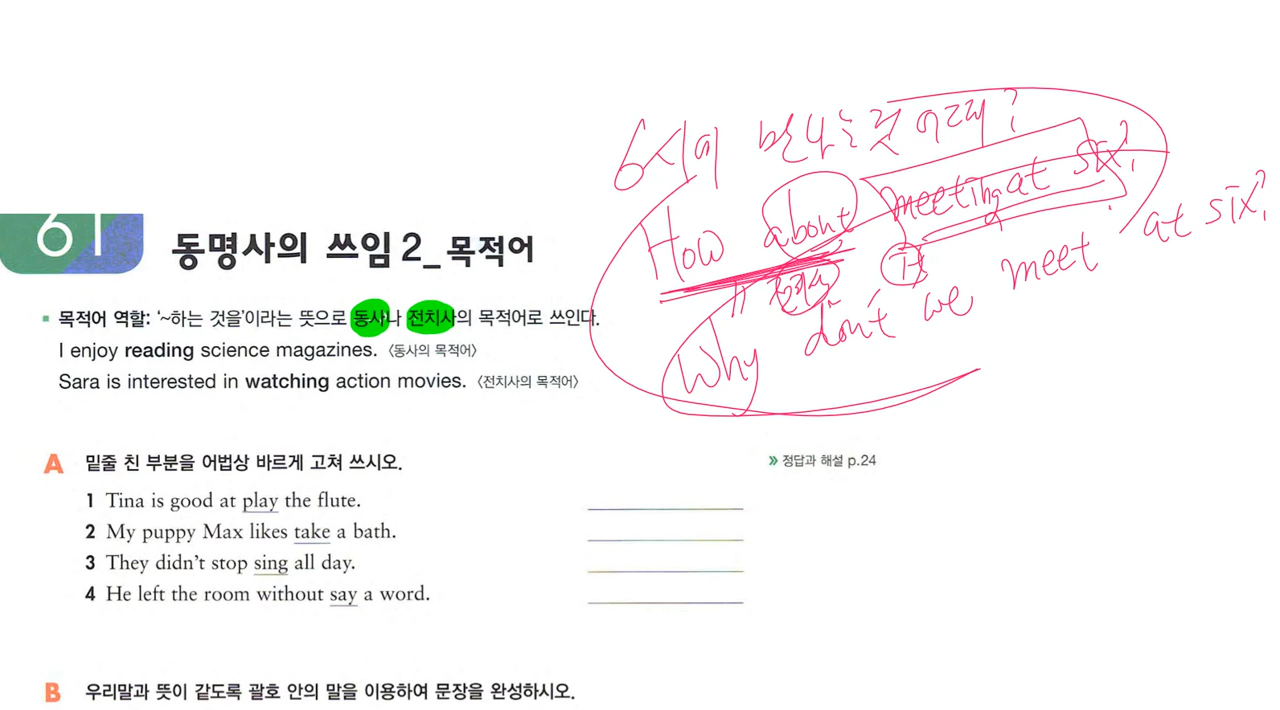 6시에 만나는것 어때?
How about meeting at six?
전치사
Why don't we meet at six?
61
동명사의 쓰임 2_목적어
▪ 목적어 역할: '~하는 것을'이라는 뜻으로 동사나 전치사의 목적어로 쓰인다.
I enjoy reading science magazines. 〈동사의 목적어〉
Sara is interested in watching action movies. 〈전치사의 목적어〉
A 밑줄 친 부분을 어법상 바르게 고쳐 쓰시오.
» 정답과 해설 p.24
1 Tina is good at play the flute.
2 My puppy Max likes take a bath.
3 They didn't stop sing all day.
4 He left the room without say a word.
B 우리말과 뜻이 같도록 괄호 안의 말을 이용하여 문장을 완성하시오.